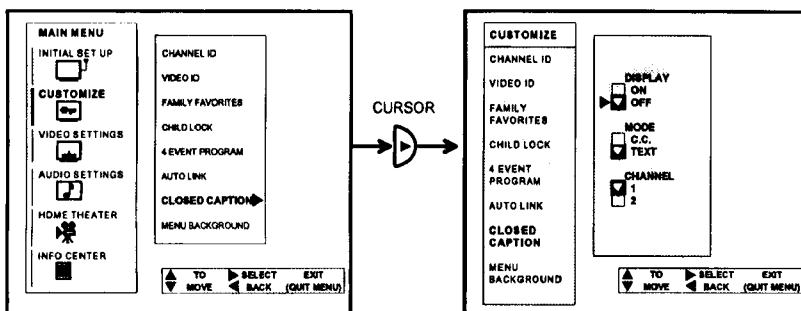 MAIN MENU
INITIAL SET UP
CUSTOMIZE
VIDEO SETTINGS
AUDIO SETTINGS
HOME THEATER
INFO CENTER
CHANNEL ID
VIDEO ID
FAMILY FAVORITES
CHILD LOCK
4 EVENT PROGRAM
AUTO LINK
CLOSED CAPTION
MENU BACKGROUND
TO SELECT EXIT
MOVE BACK (QUIT MENU)
CURSOR
CUSTOMIZE
CHANNEL ID
VIDEO ID
FAMILY
FAVORITES
CHILD LOCK
4 EVENT
PROGRAM
AUTO LINK
CLOSED
CAPTION
MENU
BACKGROUND
DISPLAY
ON
OFF
MODE
C.C.
TEXT
CHANNEL
1
2
TO SELECT EXIT
MOVE BACK (QUIT MENU)